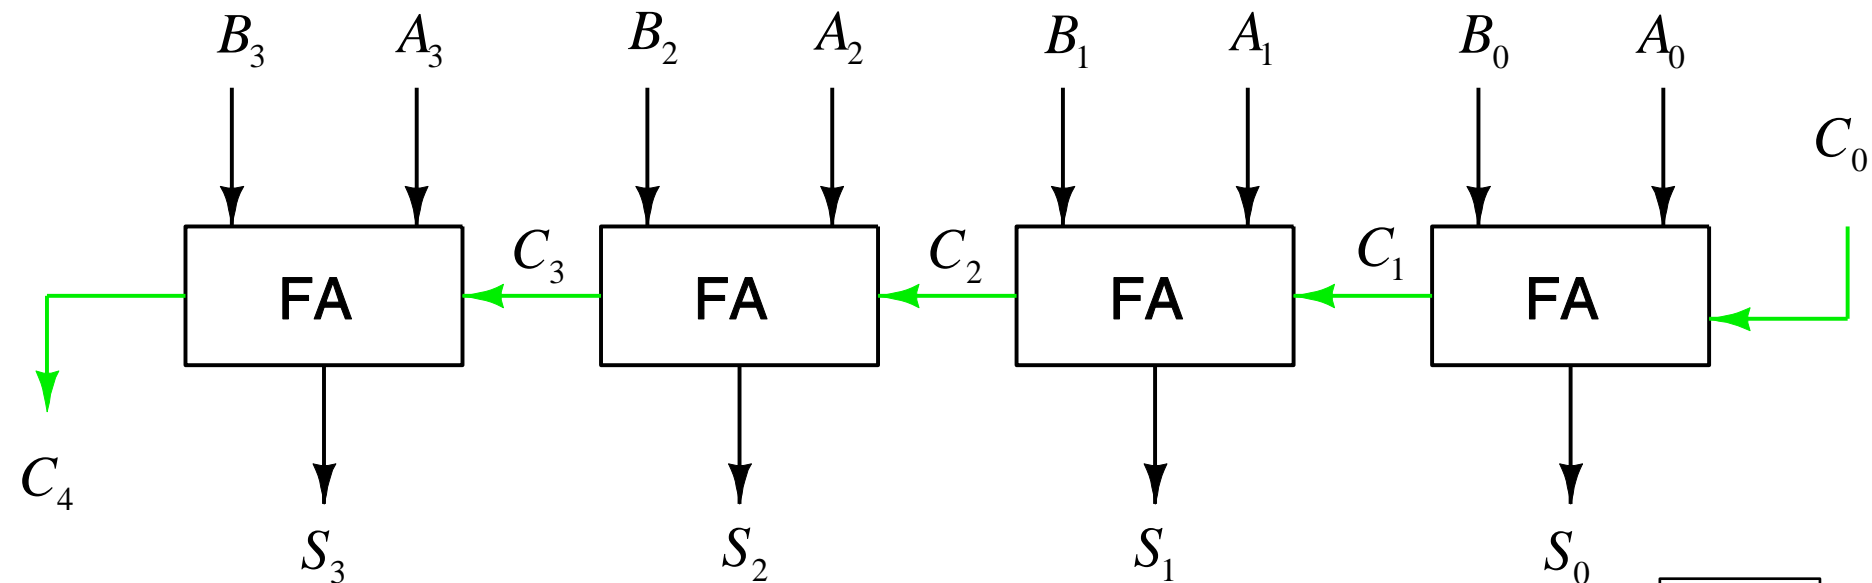 B₃ A₃ B₂ A₂ B₁ A₁ B₀ A₀
C₀
C₃ C₂ C₁
FA FA FA FA
C₄
S₃ S₂ S₁ S₀